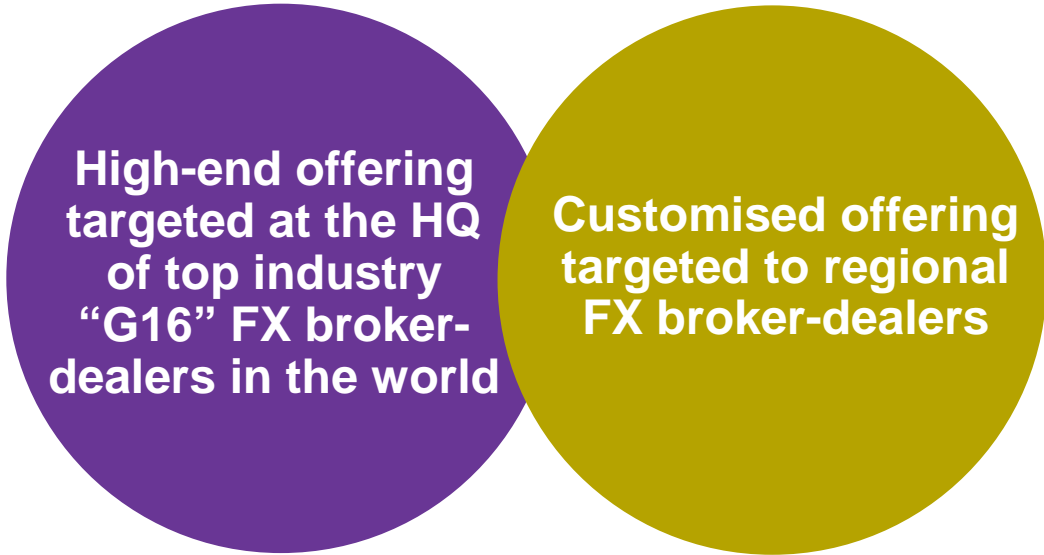 High-end offering
targeted at the HQ
of top industry
“G16” FX broker-
dealers in the world
Customised offering
targeted to regional
FX broker-dealers